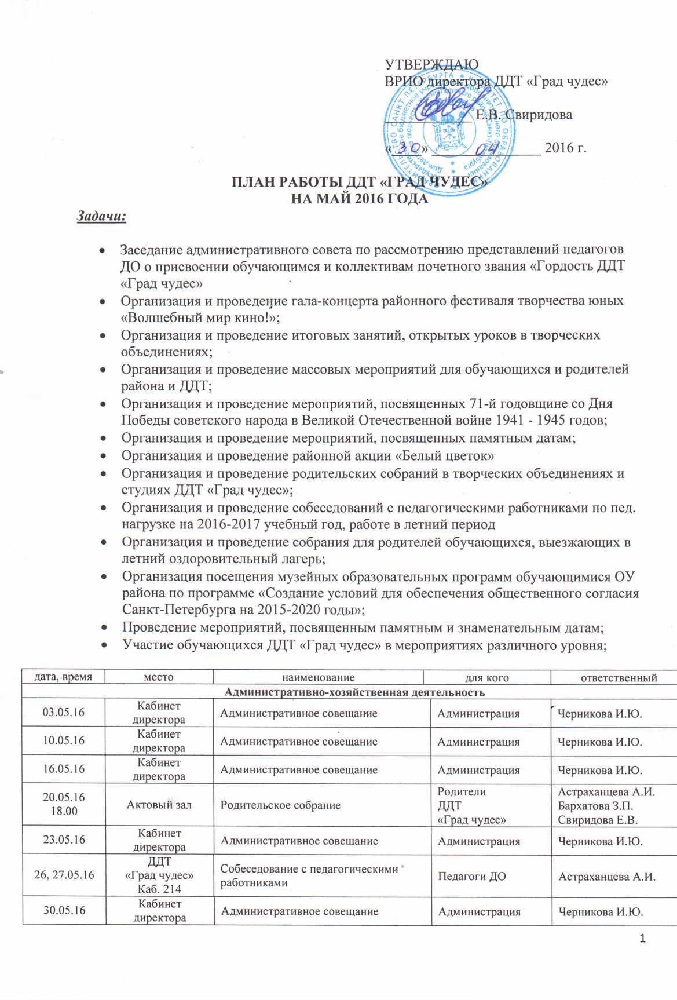 УТВЕРЖДАЮ
ВРИО директора ДДТ «Град чудес»
Е.В. Свиридова
«30» 04 2016 г.
ПЛАН РАБОТЫ ДДТ «ГРАД ЧУДЕС»
НА МАЙ 2016 ГОДА
Задачи:
• Заседание административного совета по рассмотрению представлений педагогов
ДО о присвоении обучающимся и коллективам почетного звания «Гордость ДДТ
«Град чудес»
• Организация и проведение гала-концерта районного фестиваля творчества юных
«Волшебный мир кино!»;
• Организация и проведение итоговых занятий, открытых уроков в творческих
объединениях;
• Организация и проведение массовых мероприятий для обучающихся и родителей
района и ДДТ;
• Организация и проведение мероприятий, посвященных 71-й годовщине со Дня
Победы советского народа в Великой Отечественной войне 1941 - 1945 годов;
• Организация и проведение мероприятий, посвященных памятным датам;
• Организация и проведение районной акции «Белый цветок»
• Организация и проведение родительских собраний в творческих объединениях и
студиях ДДТ «Град чудес»;
• Организация и проведение собеседований с педагогическими работниками по пед.
нагрузке на 2016-2017 учебный год, работе в летний период
• Организация и проведение собрания для родителей обучающихся, выезжающих в
летний оздоровительный лагерь;
• Организация посещения музейных образовательных программ обучающимися ОУ
района по программе «Создание условий для обеспечения общественного согласия
Санкт-Петербурга на 2015-2020 годы»;
• Проведение мероприятий, посвященным памятным и знаменательным датам;
• Участие обучающихся ДДТ «Град чудес» в мероприятиях различного уровня;
дата, время место наименование для кого ответственный
Административно-хозяйственная деятельность
03.05.16 Кабинет директора Административное совещание Администрация Черникова И.Ю.
10.05.16 Кабинет директора Административное совещание Администрация Черникова И.Ю.
16.05.16 Кабинет директора Административное совещание Администрация Черникова И.Ю.
20.05.16 18.00 Актовый зал Родительское собрание Родители ДДТ «Град чудес» Астраханцева А.И. Бархатова З.П. Свиридова Е.В.
23.05.16 Кабинет директора Административное совещание Администрация Черникова И.Ю.
26, 27.05.16 ДДТ «Град чудес» Каб. 214 Собеседование с педагогическими работниками Педагоги ДО Астраханцева А.И.
30.05.16 Кабинет директора Административное совещание Администрация Черникова И.Ю.
1